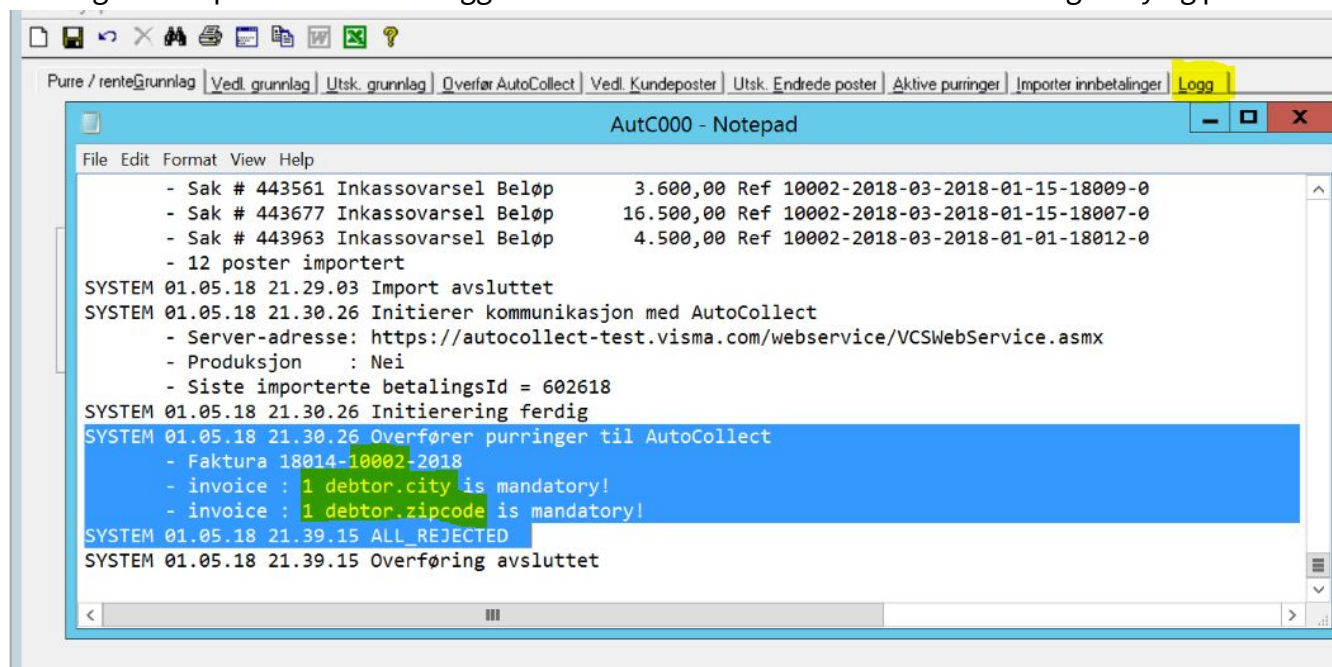 Purre / renteGrunnlag Vedl. grunnlag Utsk. grunnlag Overfør AutoCollect Vedl. Kundeposter Utsk. Endrede poster Aktive purringer Importer innbetalinger Logg
AutC000 - Notepad
File Edit Format View Help
- Sak # 443561 Inkassovarsel Beløp 3.600,00 Ref 10002-2018-03-2018-01-15-18009-0
- Sak # 443677 Inkassovarsel Beløp 16.500,00 Ref 10002-2018-03-2018-01-15-18007-0
- Sak # 443963 Inkassovarsel Beløp 4.500,00 Ref 10002-2018-03-2018-01-01-18012-0
- 12 poster importert
SYSTEM 01.05.18 21.29.03 Import avsluttet
SYSTEM 01.05.18 21.30.26 Initierer kommunikasjon med AutoCollect
- Server-adresse: https://autocollect-test.visma.com/webservice/VCSWebService.asmx
- Produksjon : Nei
- Siste importerte betalingsId = 602618
SYSTEM 01.05.18 21.30.26 Initierering ferdig
SYSTEM 01.05.18 21.30.26 Overfører purringer til AutoCollect
- Faktura 18014-10002-2018
- invoice : 1 debtor.city is mandatory!
- invoice : 1 debtor.zipcode is mandatory!
SYSTEM 01.05.18 21.39.15 ALL_REJECTED
SYSTEM 01.05.18 21.39.15 Overføring avsluttet